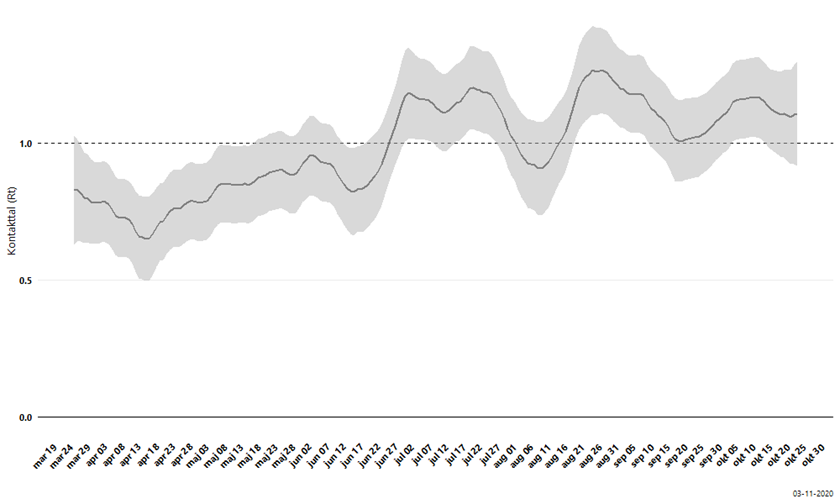 Kontakttal (Rt)
1.0
0.5
0.0
mar 19
mar 24
mar 29
apr 03
apr 08
apr 13
apr 18
apr 23
apr 28
maj 03
maj 08
maj 13
maj 18
maj 23
maj 28
jun 02
jun 07
jun 12
jun 17
jun 22
jun 27
jul 02
jul 07
jul 12
jul 17
jul 22
jul 27
aug 01
aug 06
aug 11
aug 16
aug 21
aug 26
aug 31
sep 05
sep 10
sep 15
sep 20
sep 25
sep 30
okt 05
okt 10
okt 15
okt 20
okt 25
okt 30
03-11-2020